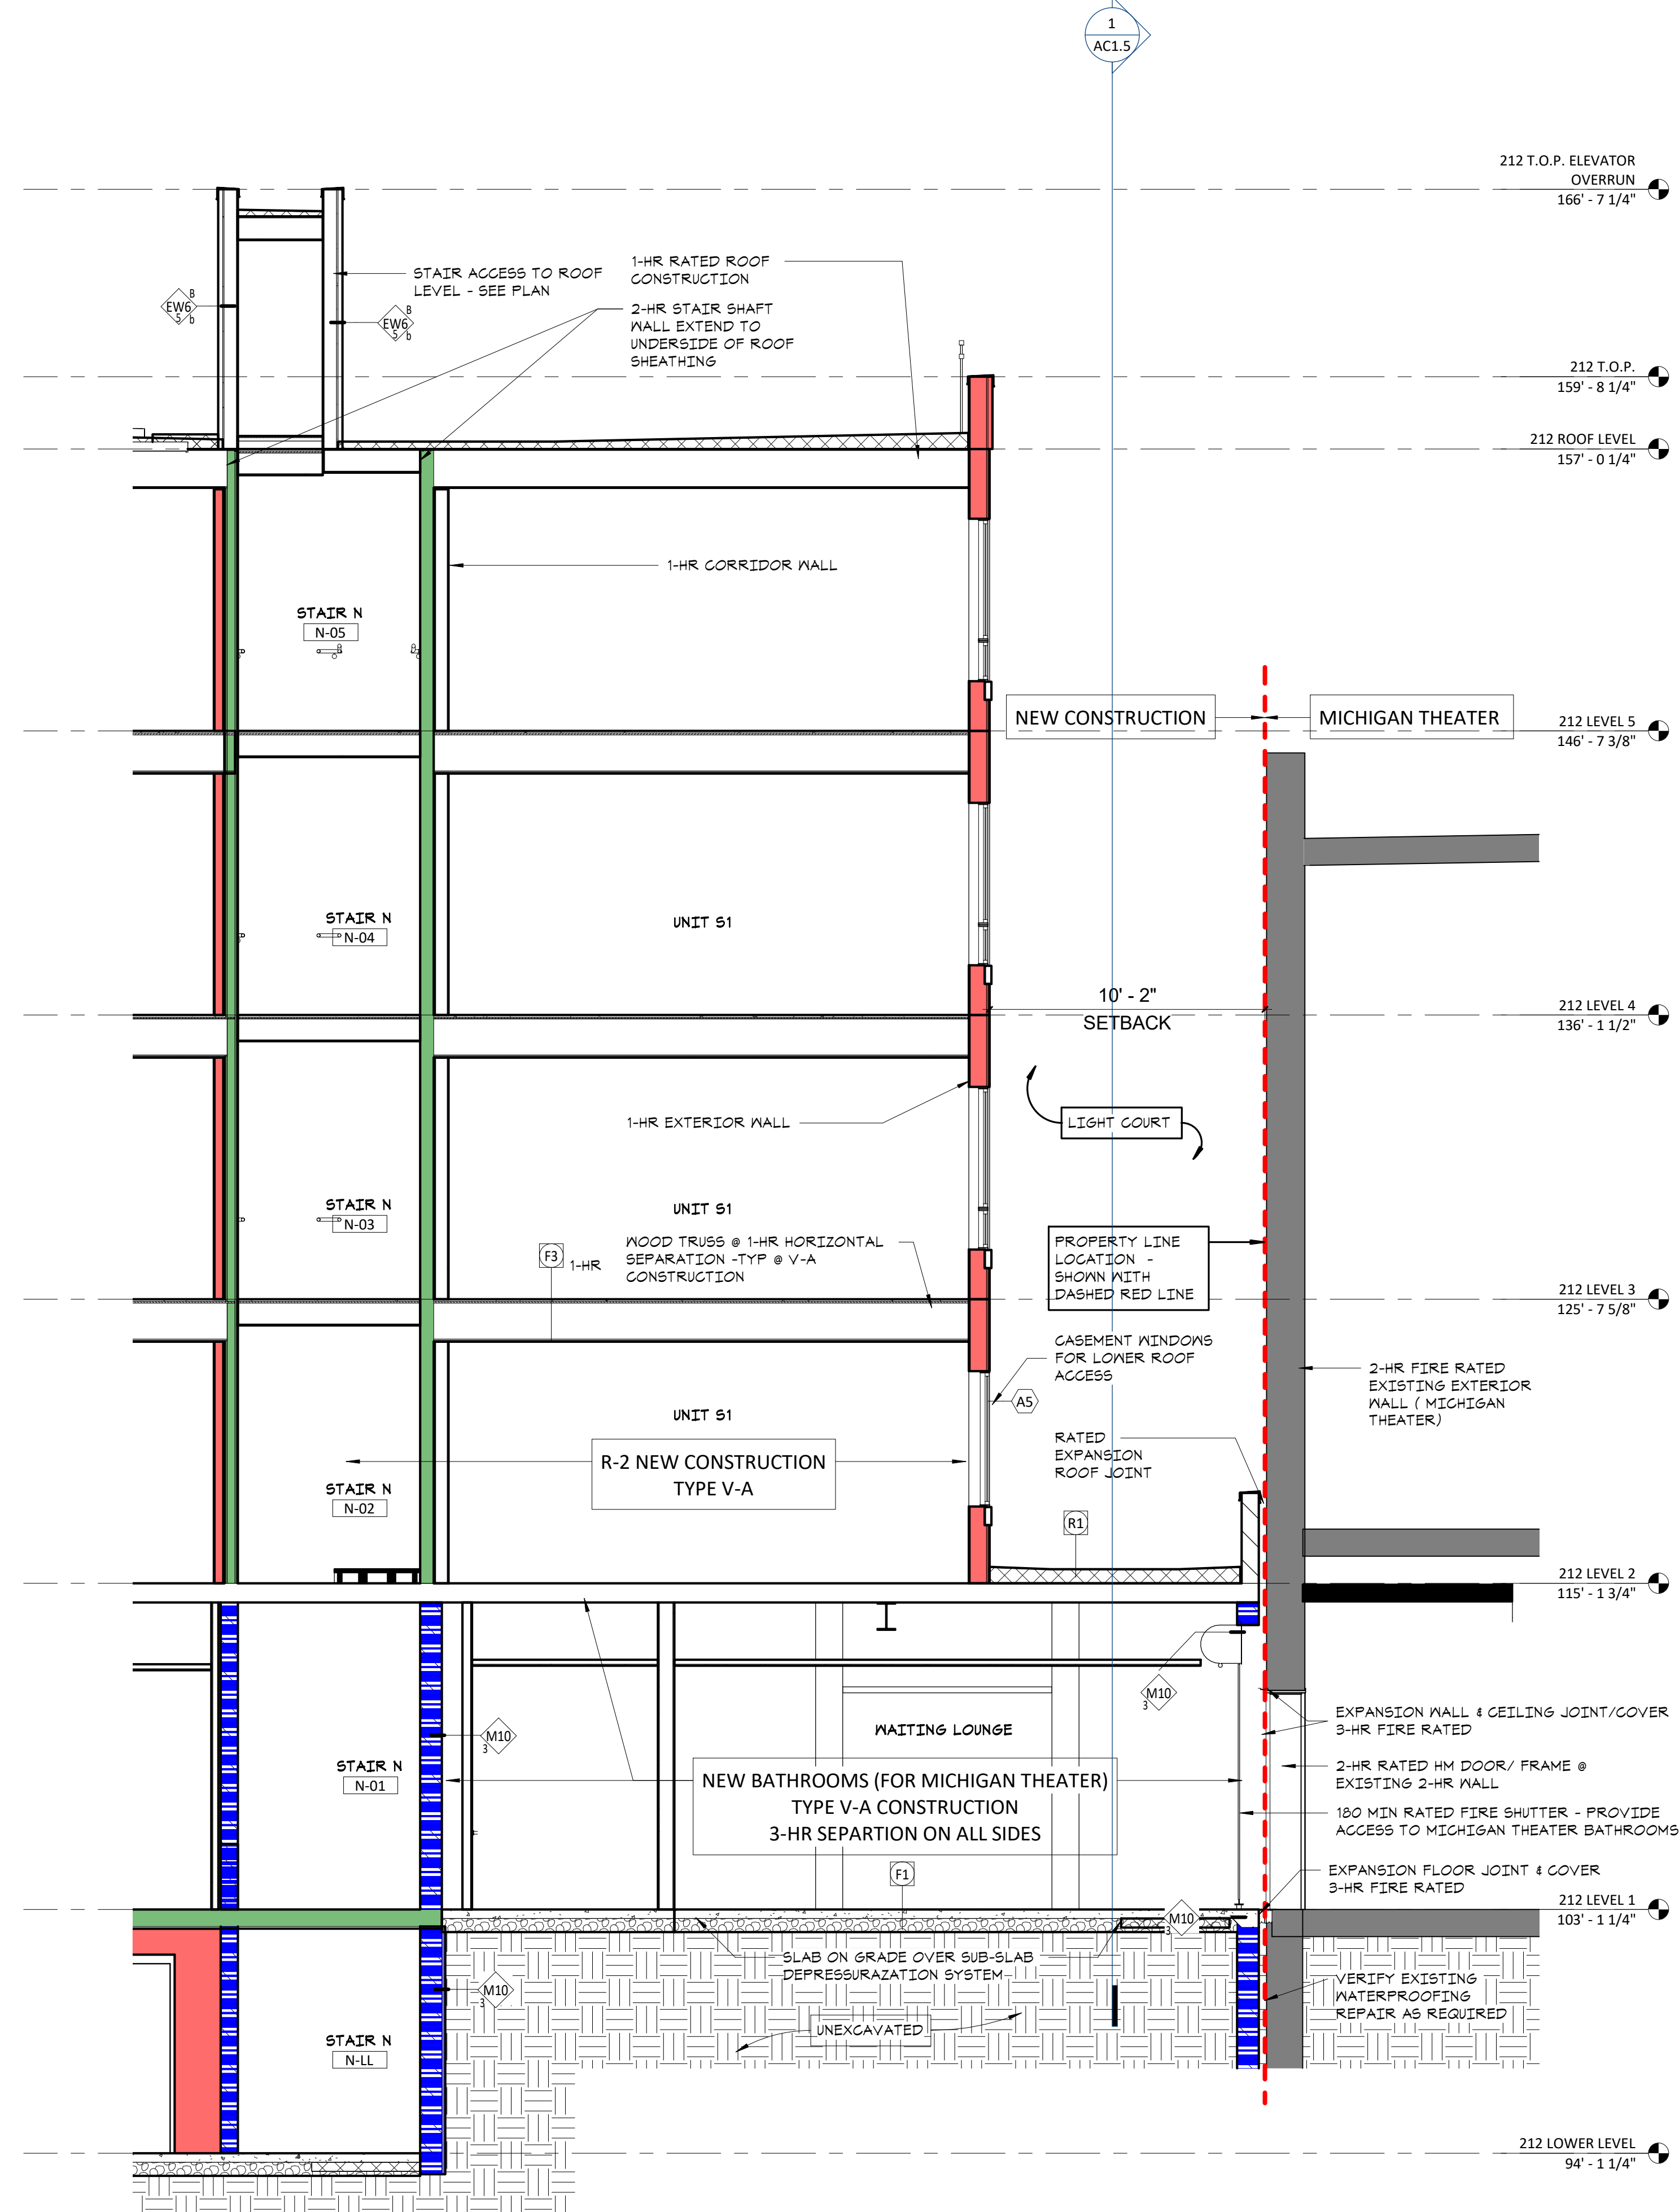 1
AC1.5
212 T.O.P. ELEVATOR
OVERRUN
166' - 7 1/4"
STAIR ACCESS TO ROOF
LEVEL - SEE PLAN
1-HR RATED ROOF
CONSTRUCTION
2-HR STAIR SHAFT
WALL EXTEND TO
UNDERSIDE OF ROOF
SHEATHING
B
EW6
5 b
B
EW6
5 b
212 T.O.P.
159' - 8 1/4"
212 ROOF LEVEL
157' - 0 1/4"
1-HR CORRIDOR WALL
STAIR N
N-05
NEW CONSTRUCTION
MICHIGAN THEATER
212 LEVEL 5
146' - 7 3/8"
STAIR N
N-04
UNIT S1
10' - 2"
SETBACK
212 LEVEL 4
136' - 1 1/2"
1-HR EXTERIOR WALL
LIGHT COURT
STAIR N
N-03
UNIT S1
F3
1-HR
WOOD TRUSS @ 1-HR HORIZONTAL
SEPARATION -TYP @ V-A
CONSTRUCTION
PROPERTY LINE
LOCATION -
SHOWN WITH
DASHED RED LINE
212 LEVEL 3
125' - 7 5/8"
CASEMENT WINDOWS
FOR LOWER ROOF
ACCESS
A5
2-HR FIRE RATED
EXISTING EXTERIOR
WALL ( MICHIGAN
THEATER)
UNIT S1
RATED
EXPANSION
ROOF JOINT
R-2 NEW CONSTRUCTION
TYPE V-A
STAIR N
N-02
R1
212 LEVEL 2
115' - 1 3/4"
M10
3
M10
3
WAITING LOUNGE
EXPANSION WALL & CEILING JOINT/COVER
3-HR FIRE RATED
STAIR N
N-01
NEW BATHROOMS (FOR MICHIGAN THEATER)
TYPE V-A CONSTRUCTION
3-HR SEPARTION ON ALL SIDES
2-HR RATED HM DOOR/ FRAME @
EXISTING 2-HR WALL
180 MIN RATED FIRE SHUTTER - PROVIDE
ACCESS TO MICHIGAN THEATER BATHROOMS
F1
EXPANSION FLOOR JOINT & COVER
3-HR FIRE RATED
212 LEVEL 1
103' - 1 1/4"
M10
3
SLAB ON GRADE OVER SUB-SLAB
DEPRESSURAZATION SYSTEM
M10
3
VERIFY EXISTING
WATERPROOFING
REPAIR AS REQUIRED
UNEXCAVATED
STAIR N
N-LL
212 LOWER LEVEL
94' - 1 1/4"